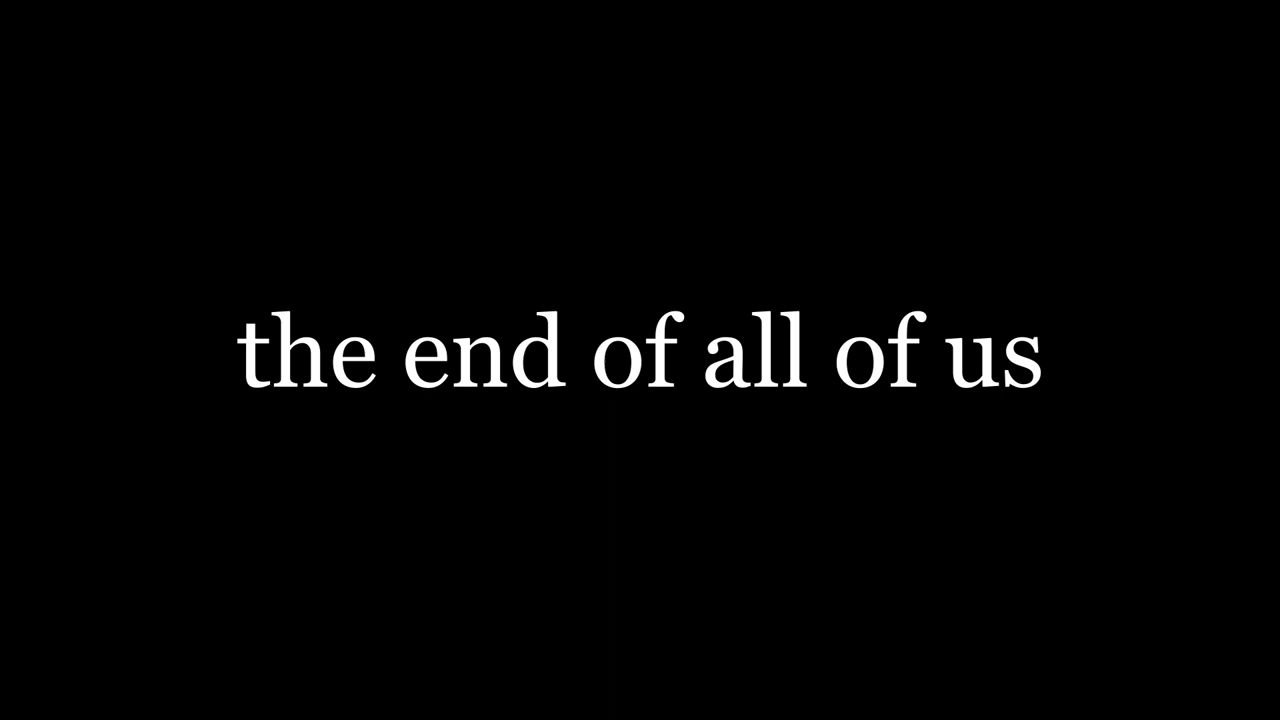 the end of all of us